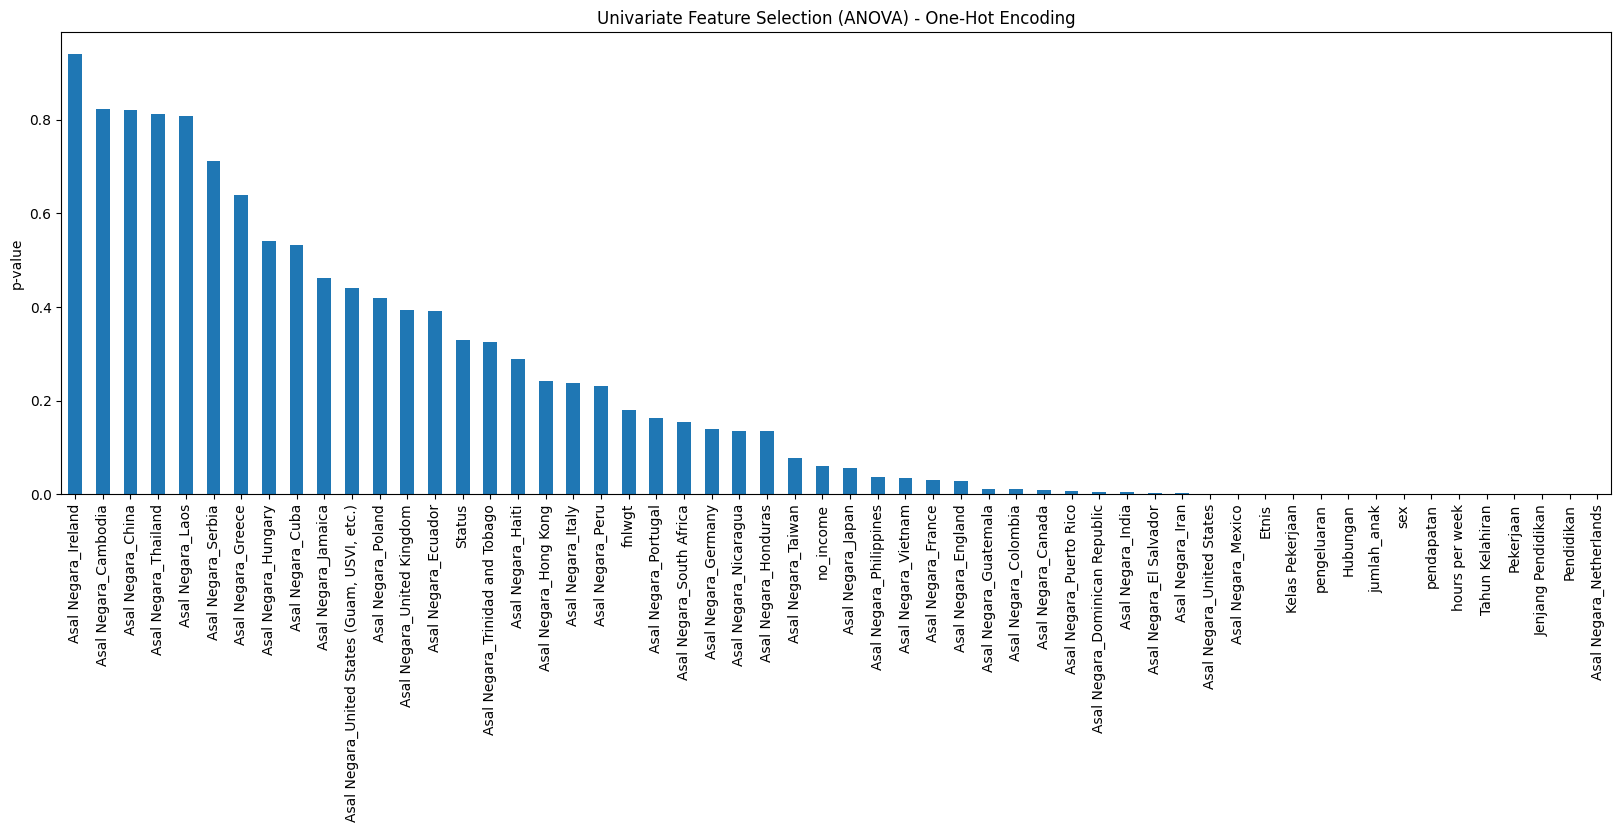 Univariate Feature Selection (ANOVA) - One-Hot Encoding
p-value
0.8
0.6
0.4
0.2
0.0
Asal Negara_Ireland
Asal Negara_Cambodia
Asal Negara_China
Asal Negara_Thailand
Asal Negara_Laos
Asal Negara_Serbia
Asal Negara_Greece
Asal Negara_Hungary
Asal Negara_Cuba
Asal Negara_Jamaica
Asal Negara_United States (Guam, USVI, etc.)
Asal Negara_Poland
Asal Negara_United Kingdom
Asal Negara_Ecuador
Status
Asal Negara_Trinidad and Tobago
Asal Negara_Haiti
Asal Negara_Hong Kong
Asal Negara_Italy
Asal Negara_Peru
fnlwgt
Asal Negara_Portugal
Asal Negara_South Africa
Asal Negara_Germany
Asal Negara_Nicaragua
Asal Negara_Honduras
Asal Negara_Taiwan
no_income
Asal Negara_Japan
Asal Negara_Philippines
Asal Negara_Vietnam
Asal Negara_France
Asal Negara_England
Asal Negara_Guatemala
Asal Negara_Colombia
Asal Negara_Canada
Asal Negara_Puerto Rico
Asal Negara_Dominican Republic
Asal Negara_India
Asal Negara_El Salvador
Asal Negara_Iran
Asal Negara_United States
Asal Negara_Mexico
Etnis
Kelas Pekerjaan
pengeluaran
Hubungan
jumlah_anak
sex
pendapatan
hours per week
Tahun Kelahiran
Pekerjaan
Jenjang Pendidikan
Pendidikan
Asal Negara_Netherlands